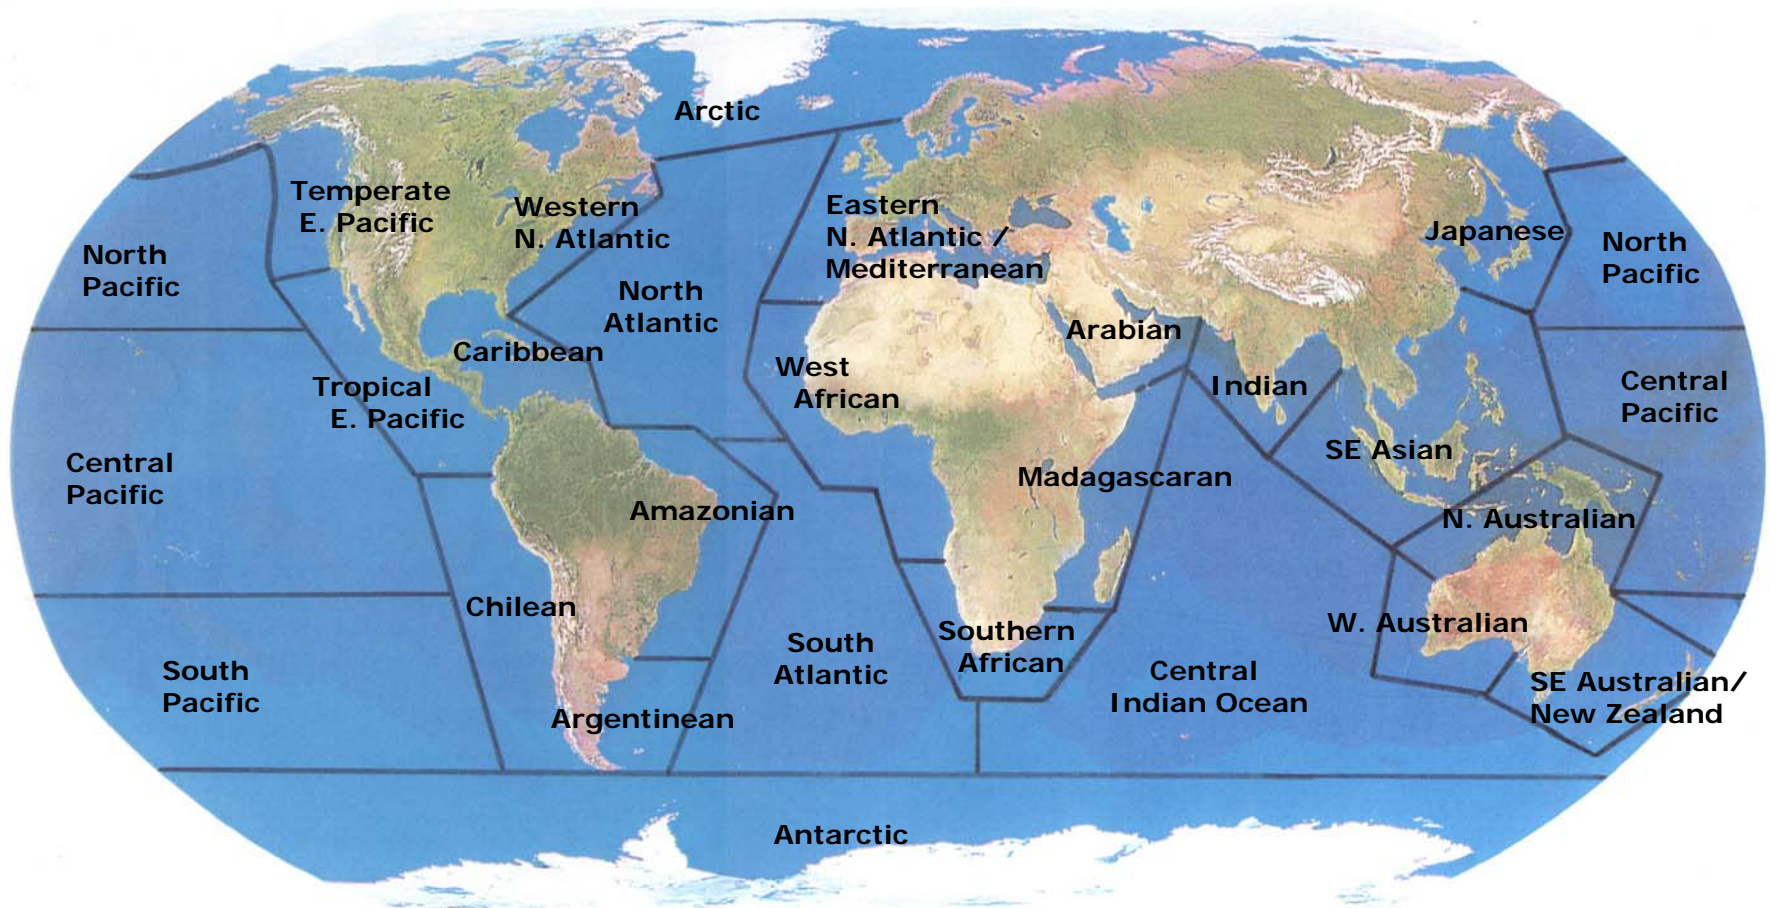 Arctic
Temperate
E. Pacific
Western
N. Atlantic
Eastern
N. Atlantic /
Mediterranean
Japanese
North
Pacific
North
Pacific
North
Atlantic
Caribbean
Arabian
West
African
Indian
Tropical
E. Pacific
Central
Pacific
Central
Pacific
SE Asian
Madagascaran
Amazonian
N. Australian
Chilean
W. Australian
Southern
African
South
Atlantic
South
Pacific
Central
Indian Ocean
SE Australian/
New Zealand
Argentinean
Antarctic